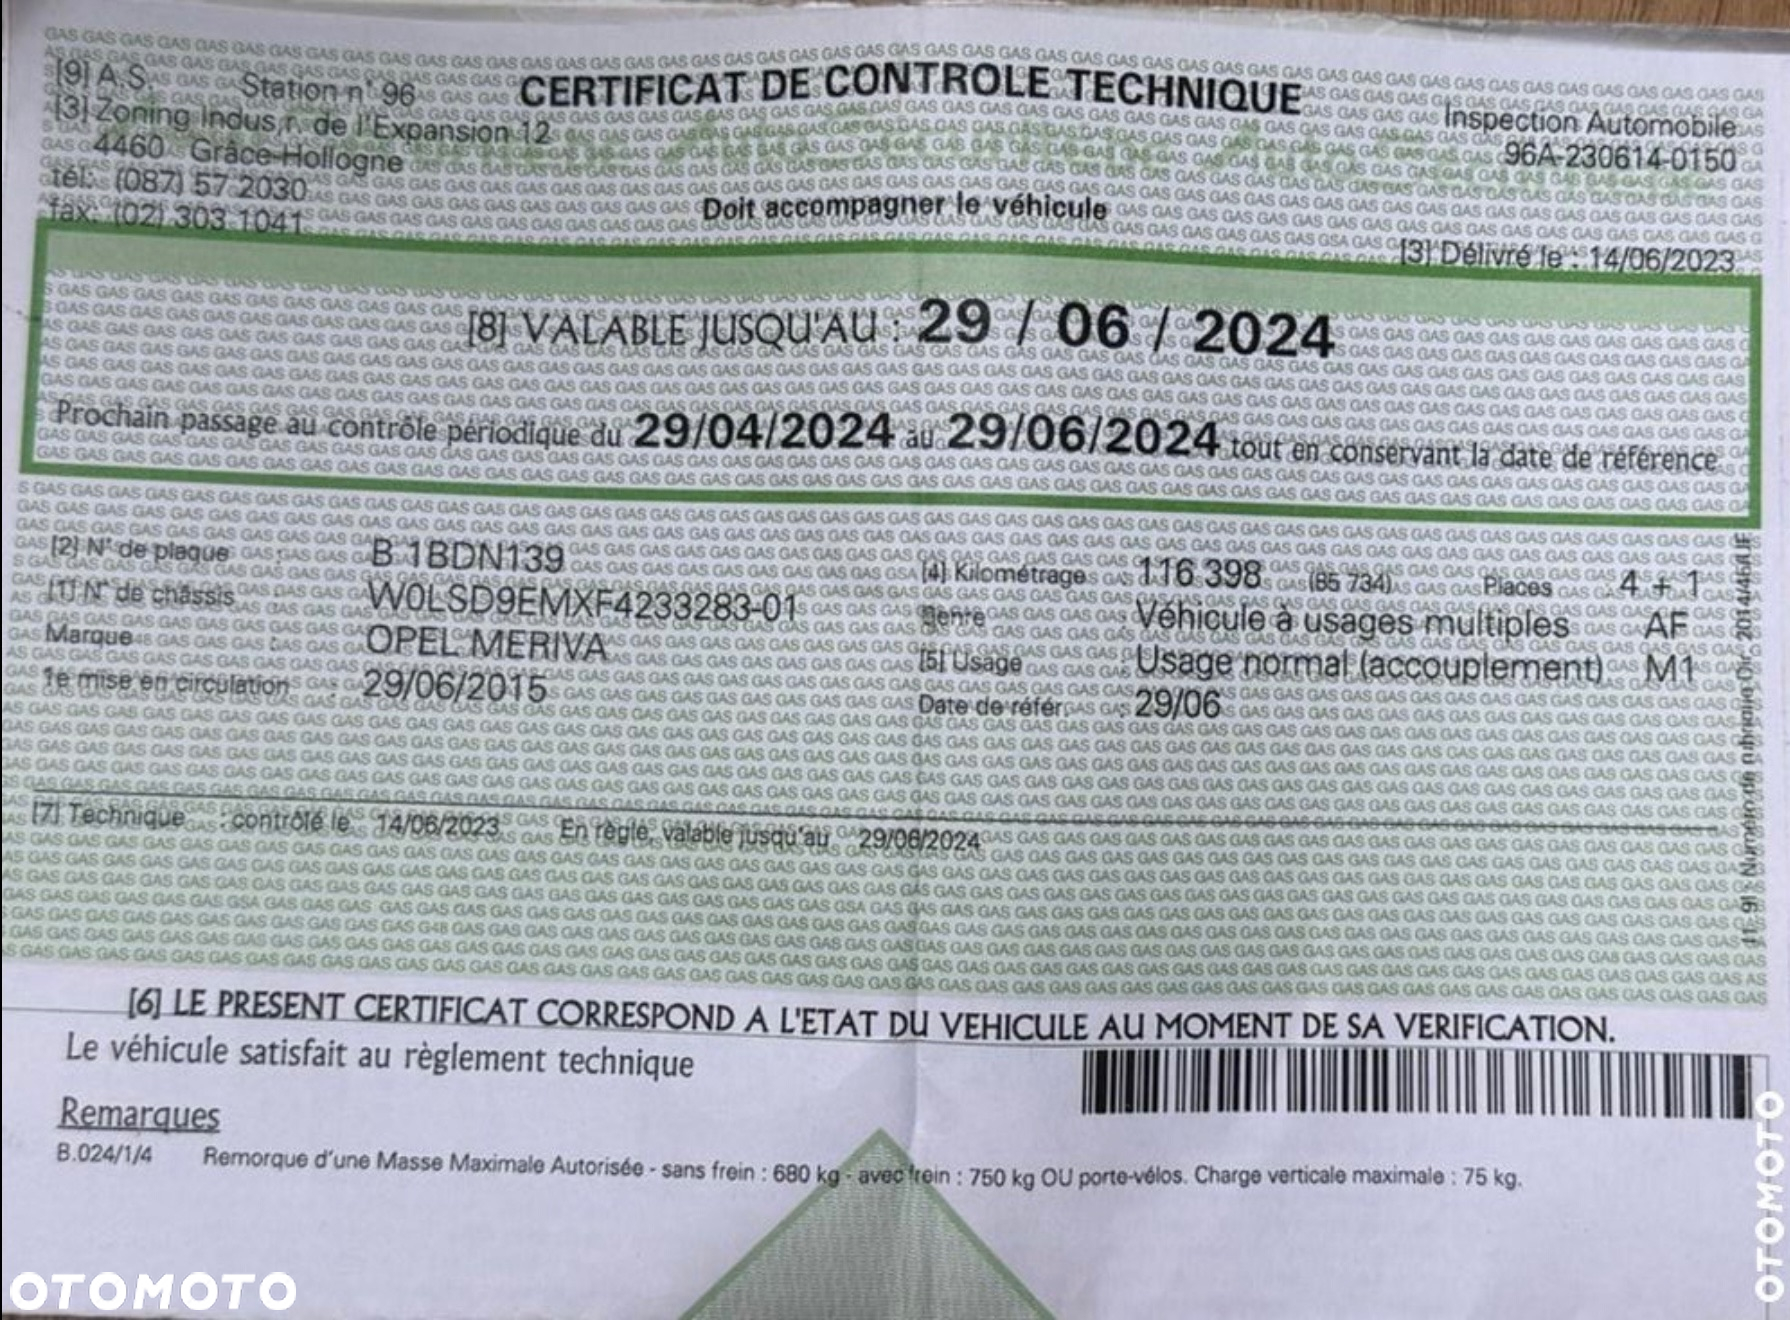 [9] A.S. Station n° 96
CERTIFICAT DE CONTROLE TECHNIQUE
[3] Zoning Indus,r. de l'Expansion 12
4460 Grâce-Hollogne
tél: (087) 57 2030
fax: (02) 303 1041
Inspection Automobile
96A-230614-0150
Doit accompagner le véhicule
[3] Délivré le : 14/06/2023
[8] VALABLE JUSQU'AU : 29 / 06 / 2024
Prochain passage au contrôle périodique du 29/04/2024 au 29/06/2024 tout en conservant la date de référence
[2] N° de plaque : B 1BDN139
[1] N° de châssis W0LSD9EMXF4233283-01
Marque : OPEL MERIVA
1e mise en circulation : 29/06/2015
[4] Kilométrage : 116 398 (85 734) Places : 4 + 1
Genre : Véhicule à usages multiples AF
[5] Usage : Usage normal (accouplement) M1
Date de référ. : 29/06
[7] Technique : contrôlé le 14/06/2023 En règle, valable jusqu'au 29/06/2024
[6] LE PRESENT CERTIFICAT CORRESPOND A L'ETAT DU VEHICULE AU MOMENT DE SA VERIFICATION.
Le véhicule satisfait au règlement technique
Remarques
B.024/1/4 Remorque d'une Masse Maximale Autorisée - sans frein : 680 kg - avec frein : 750 kg OU porte-vélos. Charge verticale maximale : 75 kg.
OTOMOTO
OTOMOTO